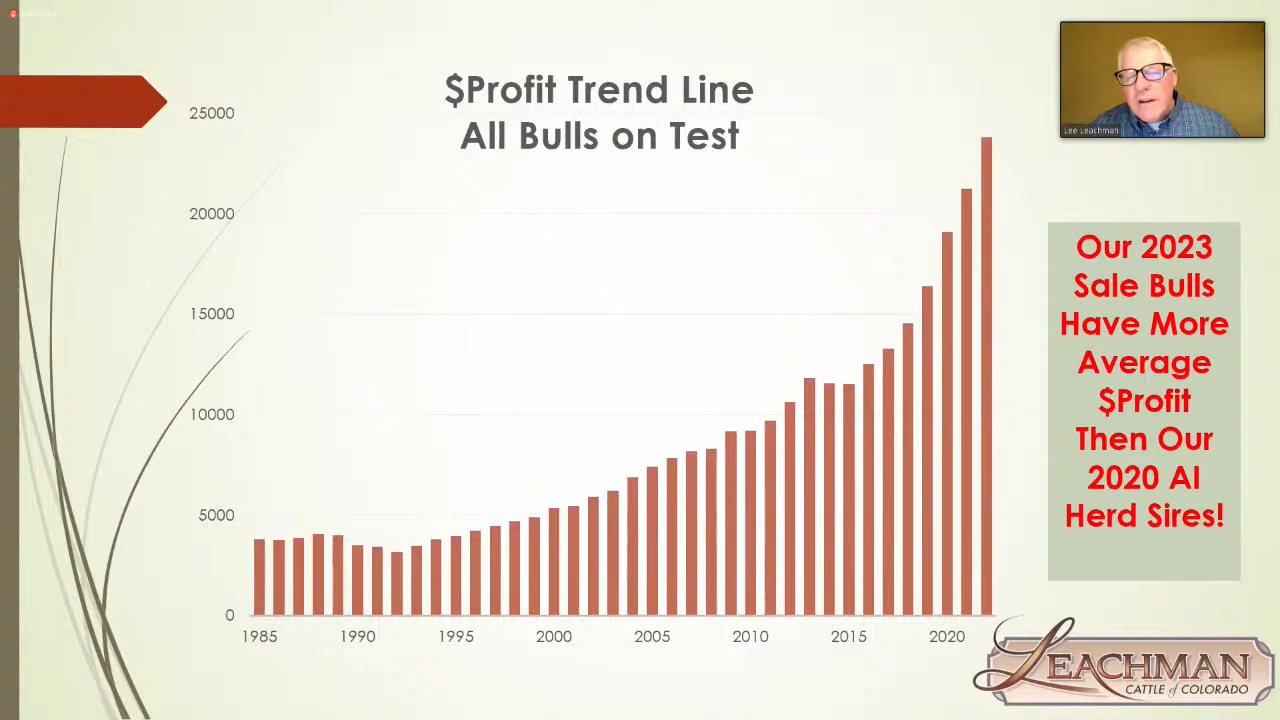 $Profit Trend Line
All Bulls on Test
25000
20000
15000
10000
5000
0
1985 1990 1995 2000 2005 2010 2015 2020
Lee Leachman
Our 2023
Sale Bulls
Have More
Average
$Profit
Then Our
2020 AI
Herd Sires!
LEACHMAN
CATTLE of COLORADO